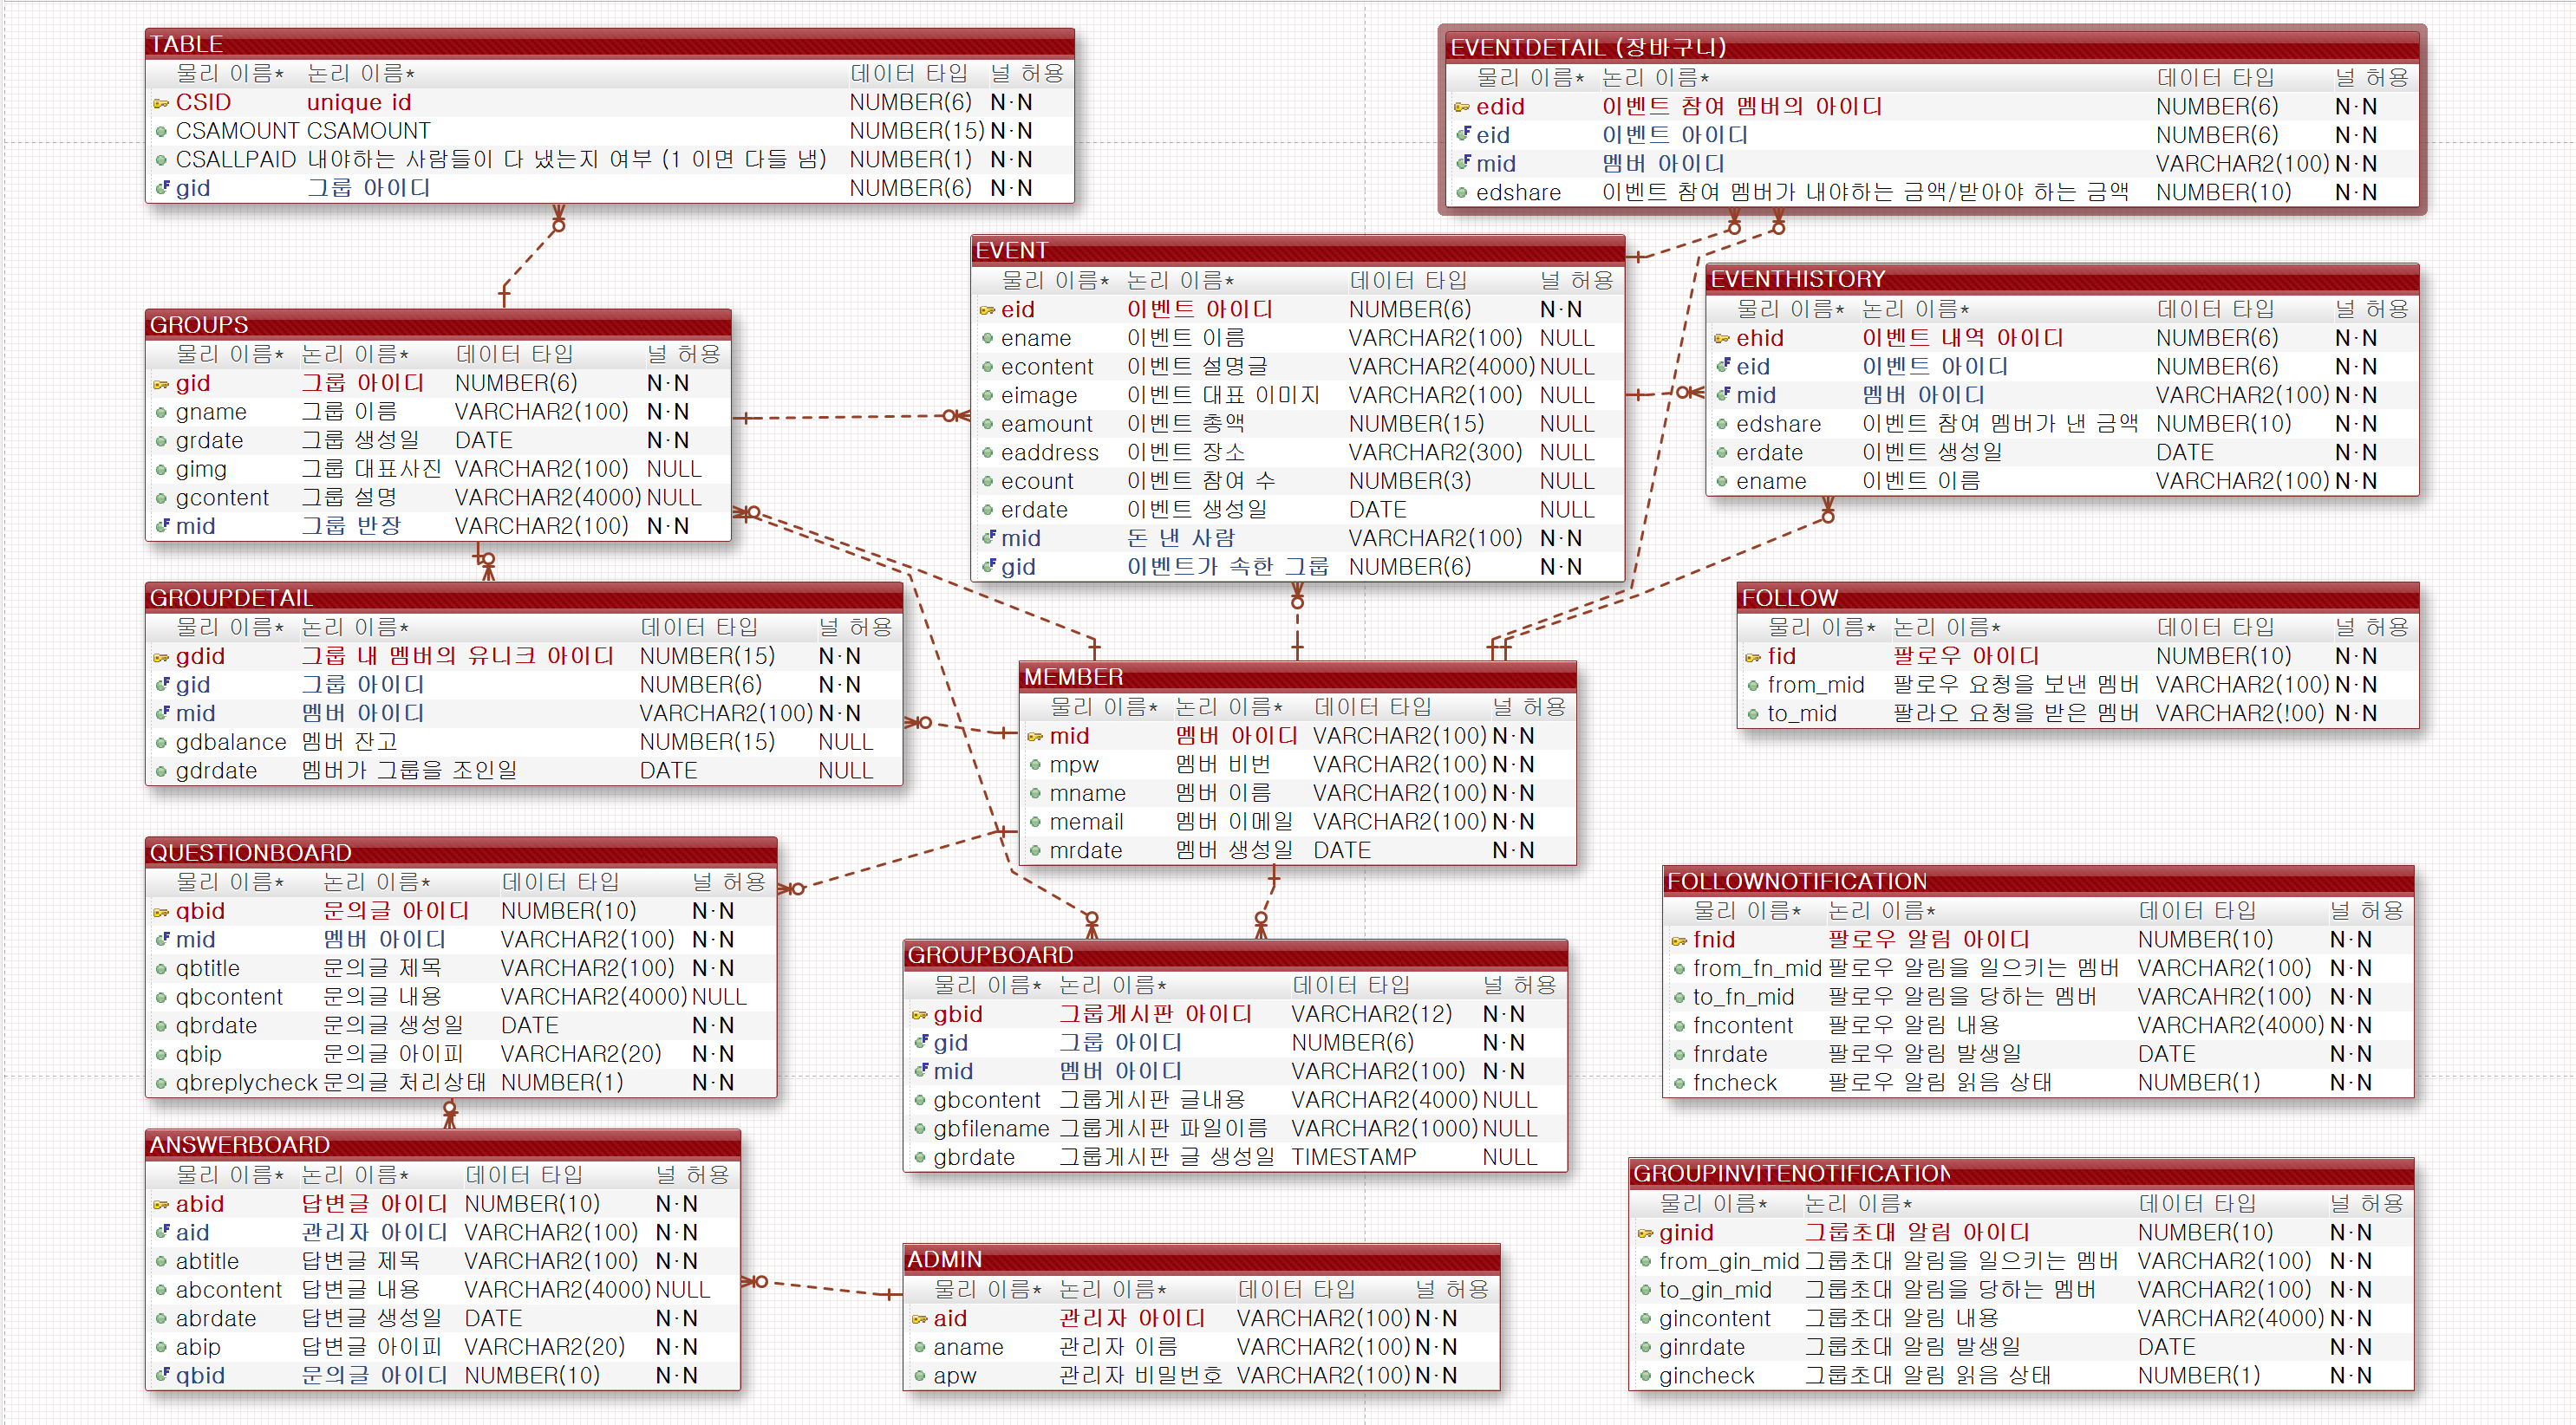 TABLE
물리 이름* 논리 이름* 데이터 타입 널 허용
CSID unique id NUMBER(6) N·N
CSAMOUNT CSAMOUNT NUMBER(15) N·N
CSALLPAID 내야하는 사람들이 다 냈는지 여부 (1 이면 다들 냄) NUMBER(1) N·N
gid 그룹 아이디 NUMBER(6) N·N
EVENTDETAIL (장바구니)
물리 이름* 논리 이름* 데이터 타입 널 허용
edid 이벤트 참여 멤버의 아이디 NUMBER(6) N·N
eid 이벤트 아이디 NUMBER(6) N·N
mid 멤버 아이디 VARCHAR2(100) N·N
edshare 이벤트 참여 멤버가 내야하는 금액/받아야 하는 금액 NUMBER(10) N·N
EVENT
물리 이름* 논리 이름* 데이터 타입 널 허용
eid 이벤트 아이디 NUMBER(6) N·N
ename 이벤트 이름 VARCHAR2(100) NULL
econtent 이벤트 설명글 VARCHAR2(4000) NULL
eimage 이벤트 대표 이미지 VARCHAR2(100) NULL
eamount 이벤트 총액 NUMBER(15) NULL
eaddress 이벤트 장소 VARCHAR2(300) NULL
ecount 이벤트 참여 수 NUMBER(3) NULL
erdate 이벤트 생성일 DATE NULL
mid 돈 낸 사람 VARCHAR2(100) N·N
gid 이벤트가 속한 그룹 NUMBER(6) N·N
EVENTHISTORY
물리 이름* 논리 이름* 데이터 타입 널 허용
ehid 이벤트 내역 아이디 NUMBER(6) N·N
eid 이벤트 아이디 NUMBER(6) N·N
mid 멤버 아이디 VARCHAR2(100) N·N
edshare 이벤트 참여 멤버가 낸 금액 NUMBER(10) N·N
erdate 이벤트 생성일 DATE N·N
ename 이벤트 이름 VARCHAR2(100) N·N
GROUPS
물리 이름* 논리 이름* 데이터 타입 널 허용
gid 그룹 아이디 NUMBER(6) N·N
gname 그룹 이름 VARCHAR2(100) N·N
grdate 그룹 생성일 DATE N·N
gimg 그룹 대표사진 VARCHAR2(100) NULL
gcontent 그룹 설명 VARCHAR2(4000) NULL
mid 그룹 반장 VARCHAR2(100) N·N
GROUPDETAIL
물리 이름* 논리 이름* 데이터 타입 널 허용
gdid 그룹 내 멤버의 유니크 아이디 NUMBER(15) N·N
gid 그룹 아이디 NUMBER(6) N·N
mid 멤버 아이디 VARCHAR2(100) N·N
gdbalance 멤버 잔고 NUMBER(15) NULL
gdrdate 멤버가 그룹을 조인일 DATE NULL
FOLLOW
물리 이름* 논리 이름* 데이터 타입 널 허용
fid 팔로우 아이디 NUMBER(10) N·N
from_mid 팔로우 요청을 보낸 멤버 VARCHAR2(100) N·N
to_mid 팔라오 요청을 받은 멤버 VARCHAR2(!00) N·N
MEMBER
물리 이름* 논리 이름* 데이터 타입 널 허용
mid 멤버 아이디 VARCHAR2(100) N·N
mpw 멤버 비번 VARCHAR2(100) N·N
mname 멤버 이름 VARCHAR2(100) N·N
memail 멤버 이메일 VARCHAR2(100) N·N
mrdate 멤버 생성일 DATE N·N
QUESTIONBOARD
물리 이름* 논리 이름* 데이터 타입 널 허용
qbid 문의글 아이디 NUMBER(10) N·N
mid 멤버 아이디 VARCHAR2(100) N·N
qbtitle 문의글 제목 VARCHAR2(100) N·N
qbcontent 문의글 내용 VARCHAR2(4000) NULL
qbrdate 문의글 생성일 DATE N·N
qbip 문의글 아이피 VARCHAR2(20) N·N
qbreplycheck 문의글 처리상태 NUMBER(1) N·N
FOLLOWNOTIFICATION
물리 이름* 논리 이름* 데이터 타입 널 허용
fnid 팔로우 알림 아이디 NUMBER(10) N·N
from_fn_mid 팔로우 알림을 일으키는 멤버 VARCHAR2(100) N·N
to_fn_mid 팔로우 알림을 당하는 멤버 VARCAHR2(100) N·N
fncontent 팔로우 알림 내용 VARCHAR2(4000) N·N
fnrdate 팔로우 알림 발생일 DATE N·N
fncheck 팔로우 알림 읽음 상태 NUMBER(1) N·N
GROUPBOARD
물리 이름* 논리 이름* 데이터 타입 널 허용
gbid 그룹게시판 아이디 VARCHAR2(12) N·N
gid 그룹 아이디 NUMBER(6) N·N
mid 멤버 아이디 VARCHAR2(100) N·N
gbcontent 그룹게시판 글내용 VARCHAR2(4000) NULL
gbfilename 그룹게시판 파일이름 VARCHAR2(1000) NULL
gbrdate 그룹게시판 글 생성일 TIMESTAMP NULL
ANSWERBOARD
물리 이름* 논리 이름* 데이터 타입 널 허용
abid 답변글 아이디 NUMBER(10) N·N
aid 관리자 아이디 VARCHAR2(100) N·N
abtitle 답변글 제목 VARCHAR2(100) N·N
abcontent 답변글 내용 VARCHAR2(4000) NULL
abrdate 답변글 생성일 DATE N·N
abip 답변글 아이피 VARCHAR2(20) N·N
qbid 문의글 아이디 NUMBER(10) N·N
ADMIN
물리 이름* 논리 이름* 데이터 타입 널 허용
aid 관리자 아이디 VARCHAR2(100) N·N
aname 관리자 이름 VARCHAR2(100) N·N
apw 관리자 비밀번호 VARCHAR2(100) N·N
GROUPINVITENOTIFICATION
물리 이름* 논리 이름* 데이터 타입 널 허용
ginid 그룹초대 알림 아이디 NUMBER(10) N·N
from_gin_mid 그룹초대 알림을 일으키는 멤버 VARCHAR2(100) N·N
to_gin_mid 그룹초대 알림을 당하는 멤버 VARCHAR2(100) N·N
gincontent 그룹초대 알림 내용 VARCHAR2(4000) N·N
ginrdate 그룹초대 알림 발생일 DATE N·N
gincheck 그룹초대 알림 읽음 상태 NUMBER(1) N·N